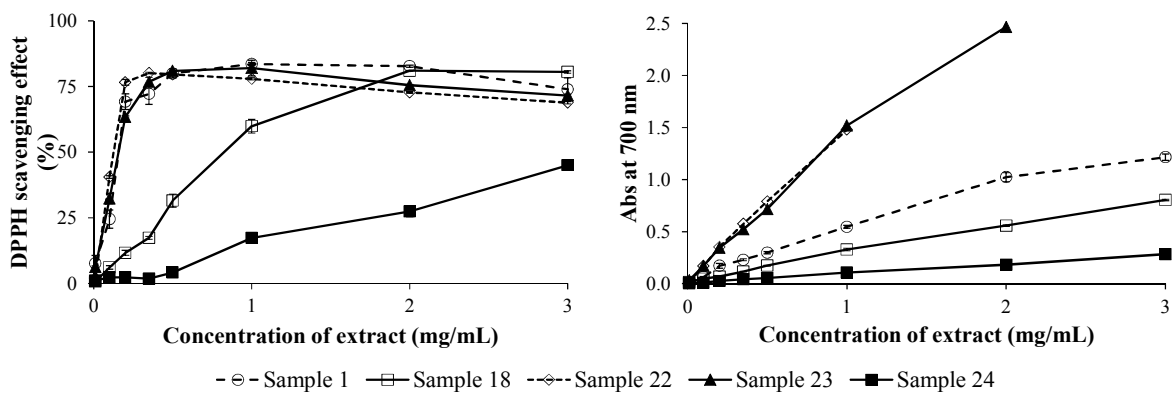 DPPH scavenging effect
(%)
100
75
50
25
0
0 1 2 3
Concentration of extract (mg/mL)
Abs at 700 nm
2.5
2.0
1.5
1.0
0.5
0.0
0 1 2 3
Concentration of extract (mg/mL)
Sample 1 Sample 18 Sample 22 Sample 23 Sample 24